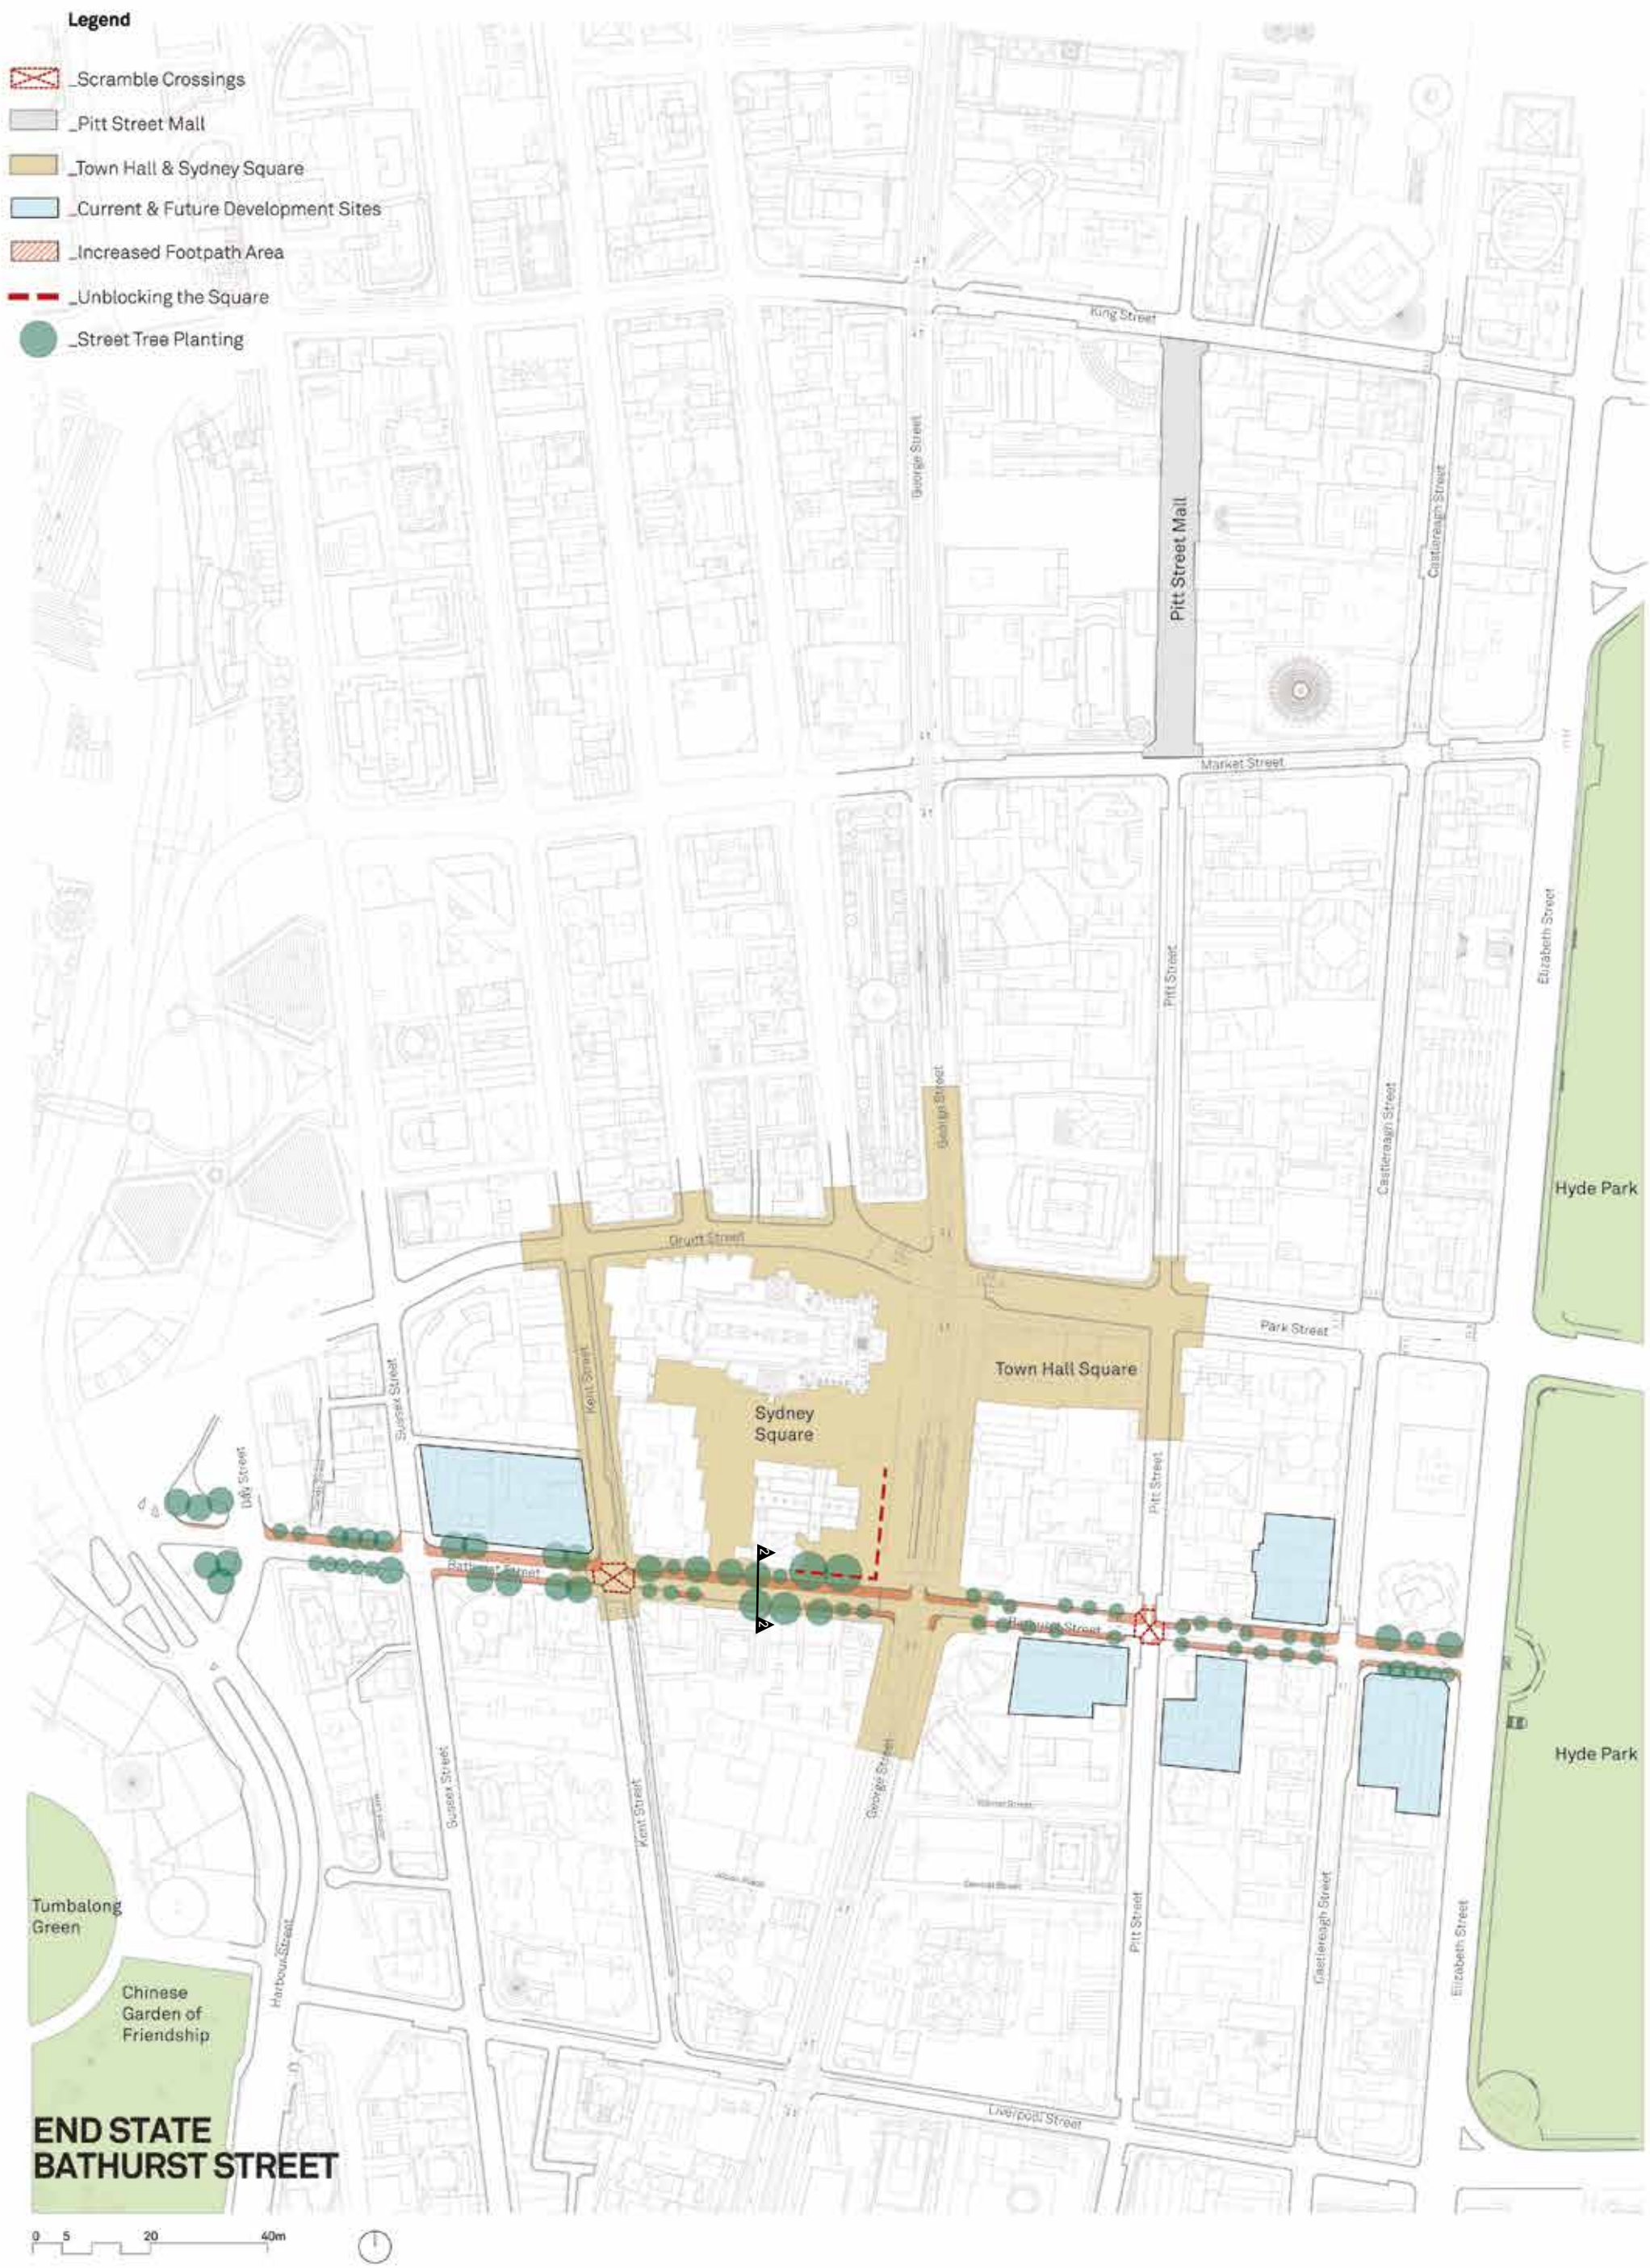 Legend
_Scramble Crossings
_Pitt Street Mall
_Town Hall & Sydney Square
_Current & Future Development Sites
_Increased Footpath Area
_Unblocking the Square
_Street Tree Planting
King Street
George Street
Pitt Street Mall
Castlereagh Street
Market Street
Elizabeth Street
Pitt Street
George Street
Castlereagh Street
Hyde Park
Druitt Street
Park Street
Town Hall Square
Kent Street
Sussex Street
Sydney
Square
Day Street
Pitt Street
Bathurst Street
2
2
Bathurst Street
Hyde Park
George Street
Sussex Street
Kent Street
Pitt Street
Castlereagh Street
Elizabeth Street
Tumbalong
Green
Harbour Street
Chinese
Garden of
Friendship
Liverpool Street
END STATE
BATHURST STREET
0 5 20 40m